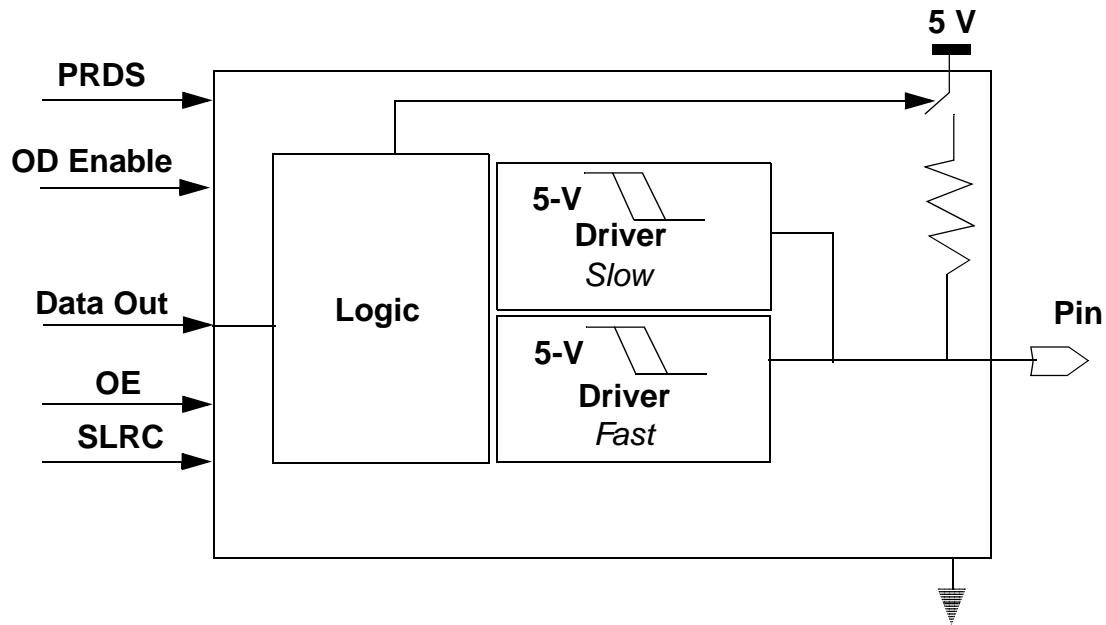 5 V
PRDS
OD Enable
5-V
Driver
Slow
Data Out
Logic
Pin
5-V
OE
Driver
Fast
SLRC